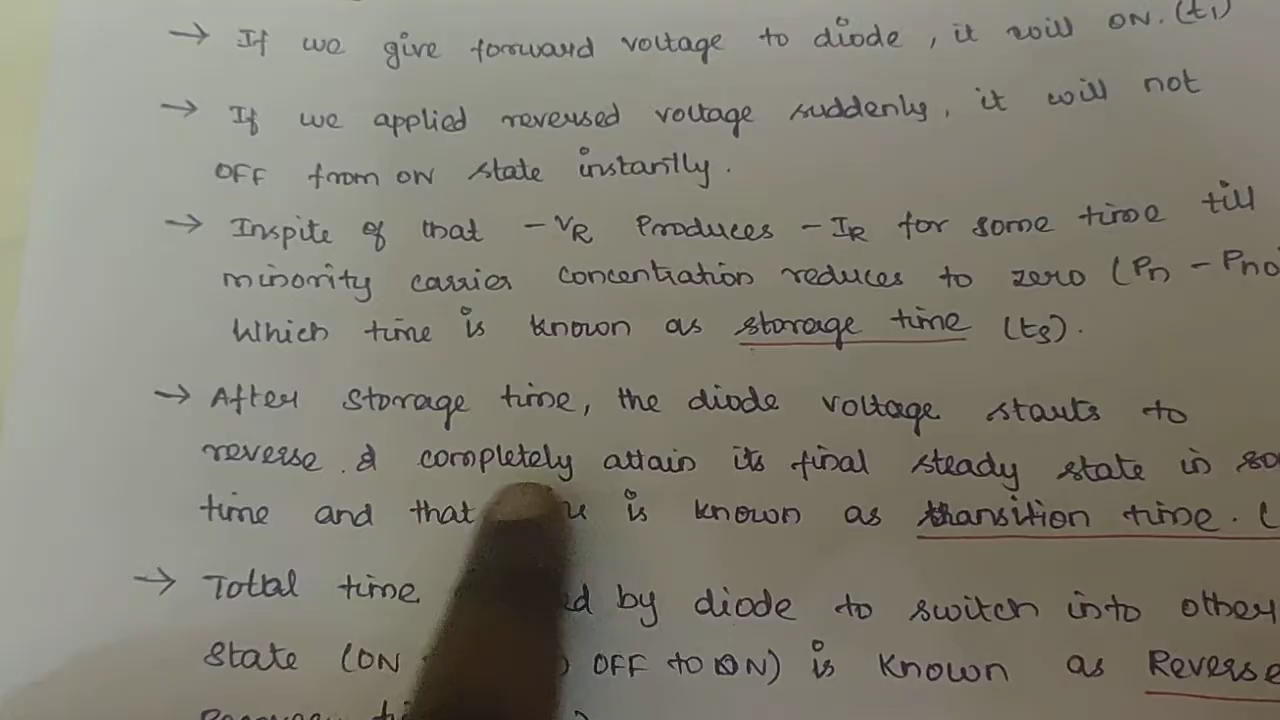 → If we give forward voltage to diode, it will ON. (t1)
→ If we applied reversed voltage suddenly, it will not
OFF from ON state instantly.
→ Inspite of that -VR Produces -IR for some time till
minority carrier concentration reduces to zero (Pn - Pno
Which time is known as storage time (ts).
→ After storage time, the diode voltage starts to
reverse & completely attain its final steady state in so
time and that is known as transition time. (
→ Total time by diode to switch into other
state (ON OFF to ON) is known as Reverse